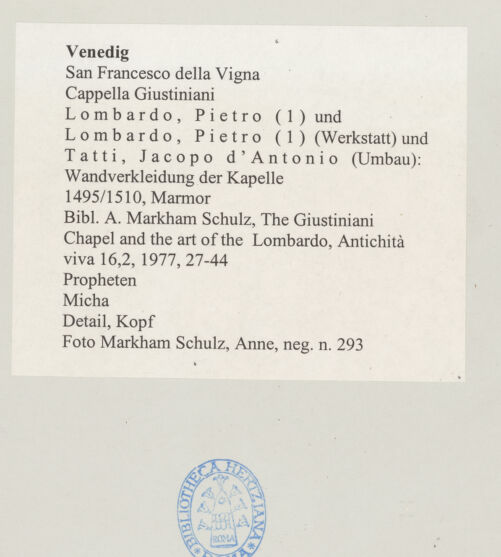 Venedig
San Francesco della Vigna
Cappella Giustiniani
Lombardo, Pietro (1) und
Lombardo, Pietro (1) (Werkstatt) und
Tatti, Jacopo d'Antonio (Umbau):
Wandverkleidung der Kapelle
1495/1510, Marmor
Bibl. A. Markham Schulz, The Giustiniani
Chapel and the art of the Lombardo, Antichità
viva 16,2, 1977, 27-44
Propheten
Micha
Detail, Kopf
Foto Markham Schulz, Anne, neg. n. 293
BIBLIOTHECA HERTZIANA
ROMA